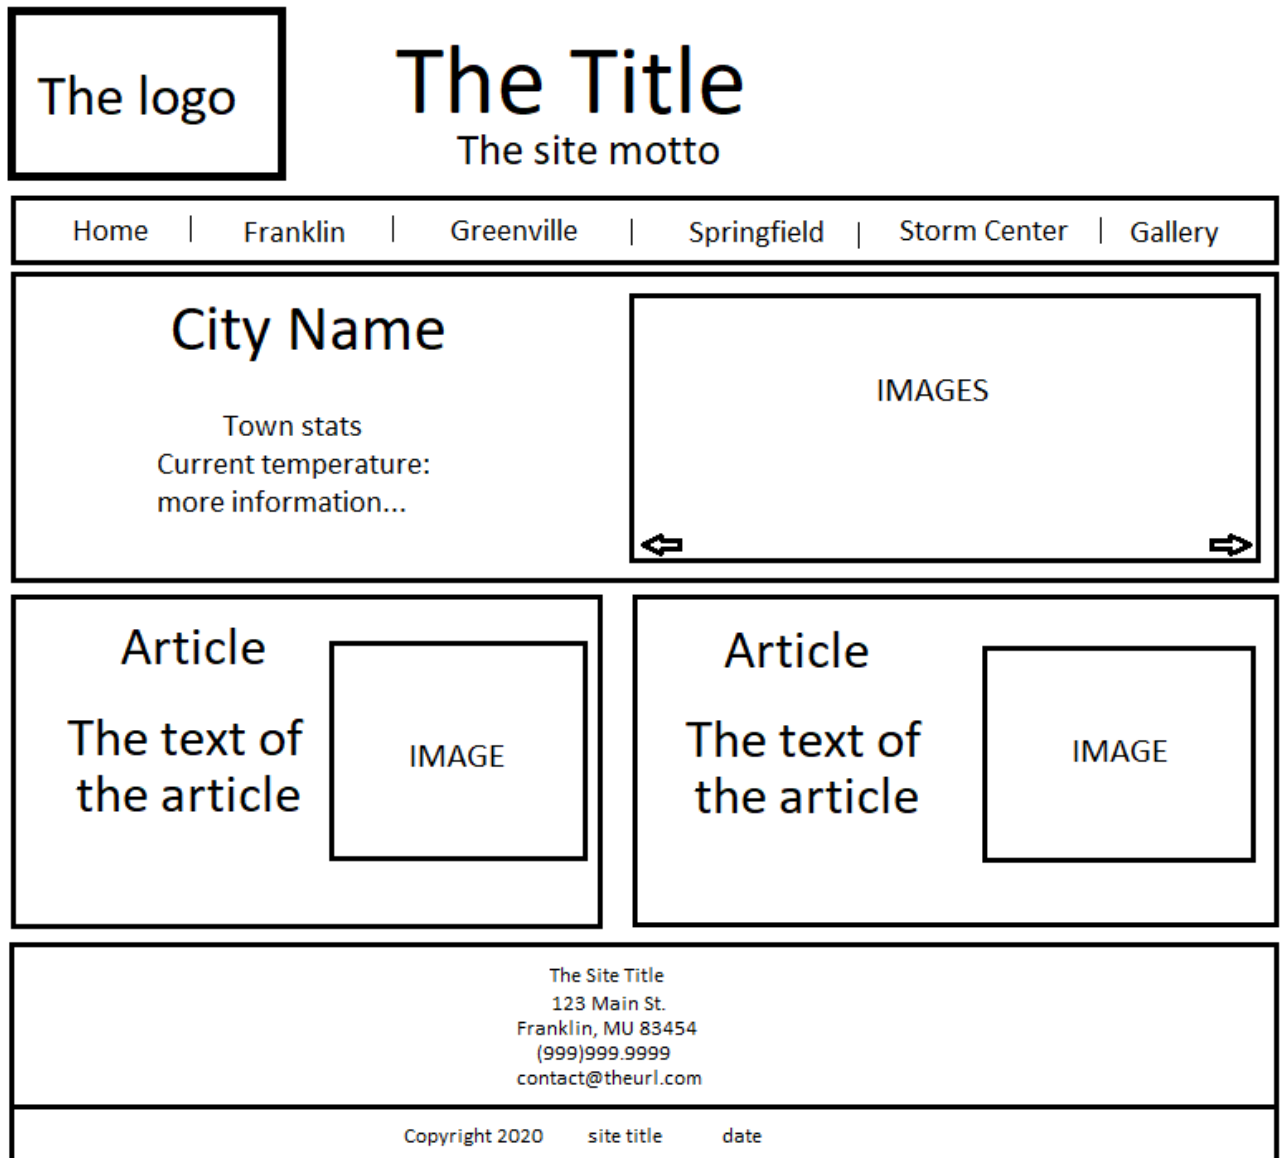 The logo
The Title
The site motto
Home | Franklin | Greenville | Springfield | Storm Center | Gallery
City Name
Town stats
Current temperature:
more information...
IMAGES
Article
The text of
the article
IMAGE
Article
The text of
the article
IMAGE
The Site Title
123 Main St.
Franklin, MU 83454
(999)999.9999
contact@theurl.com
Copyright 2020 site title date